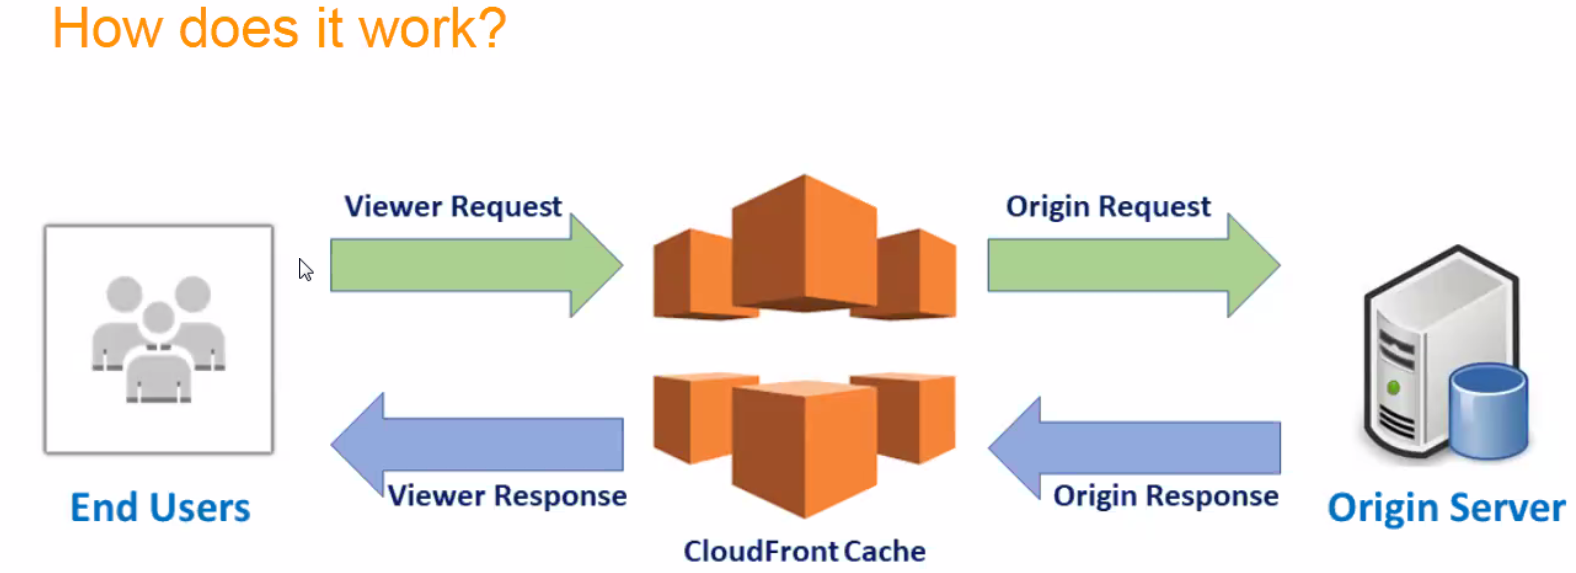 How does it work?
Viewer Request
Origin Request
Viewer Response
Origin Response
End Users
Origin Server
CloudFront Cache